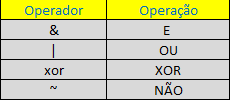 Operador Operação
& E
| OU
xor XOR
~ NÃO